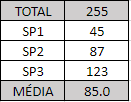 TOTAL 255
SP1 45
SP2 87
SP3 123
MÉDIA 85.0